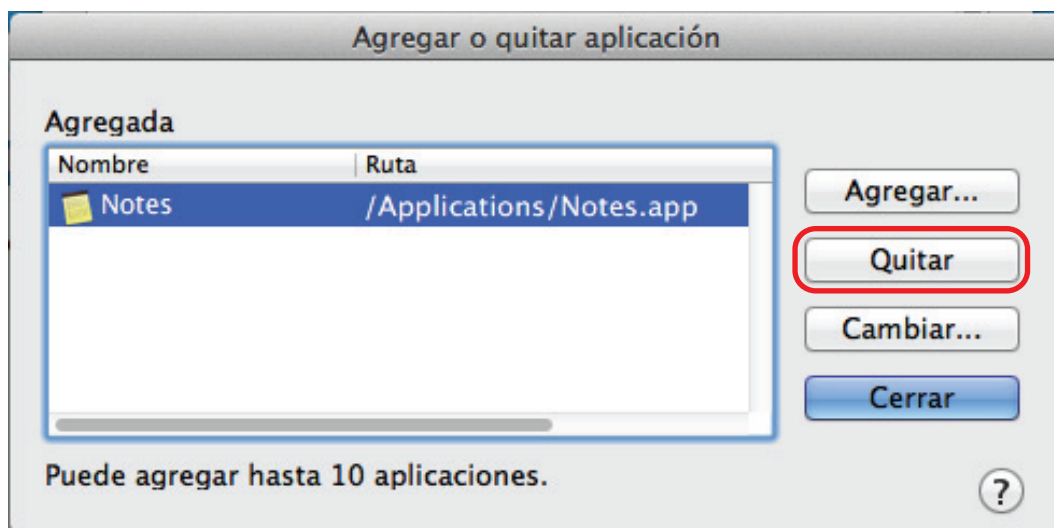 Agregar o quitar aplicación
Agregada
Nombre Ruta
Notes /Applications/Notes.app
Agregar...
Quitar
Cambiar...
Cerrar
Puede agregar hasta 10 aplicaciones.
?